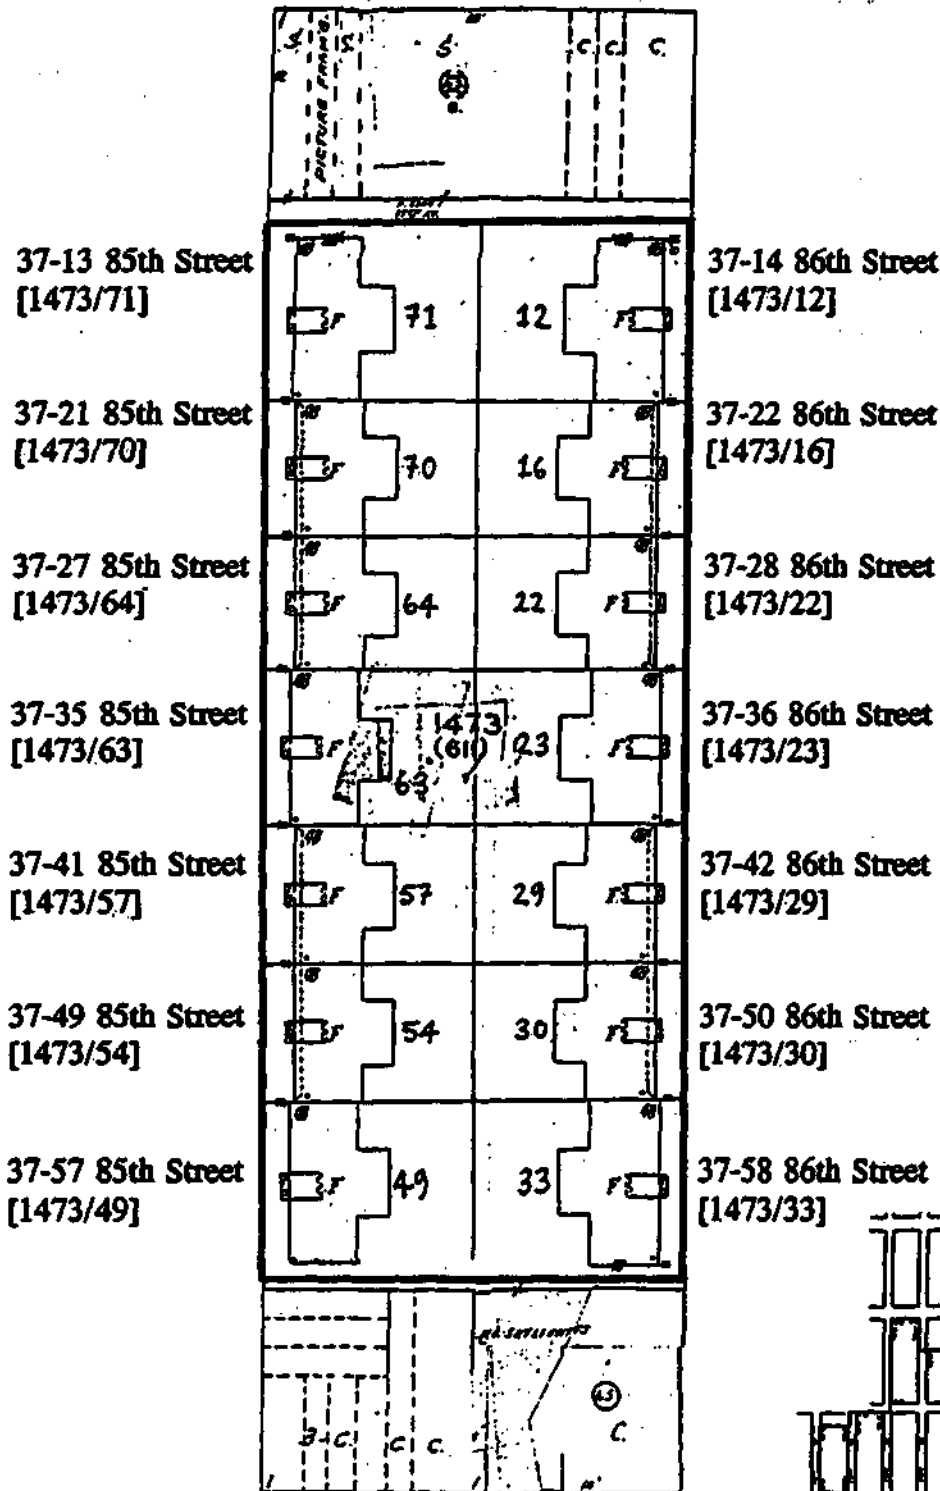 S.
PICTURE FRAM'G
S.
S.
C.
C.
C.
37-13 85th Street
[1473/71]
F
71
12
F
37-14 86th Street
[1473/12]
37-21 85th Street
[1473/70]
F
70
16
F
37-22 86th Street
[1473/16]
37-27 85th Street
[1473/64]
F
64
22
F
37-28 86th Street
[1473/22]
37-35 85th Street
[1473/63]
F
63
1473
(611)
23
F
37-36 86th Street
[1473/23]
37-41 85th Street
[1473/57]
F
57
29
F
37-42 86th Street
[1473/29]
37-49 85th Street
[1473/54]
F
54
30
F
37-50 86th Street
[1473/30]
37-57 85th Street
[1473/49]
F
49
33
F
37-58 86th Street
[1473/33]
45
C.
C.
C.
C.